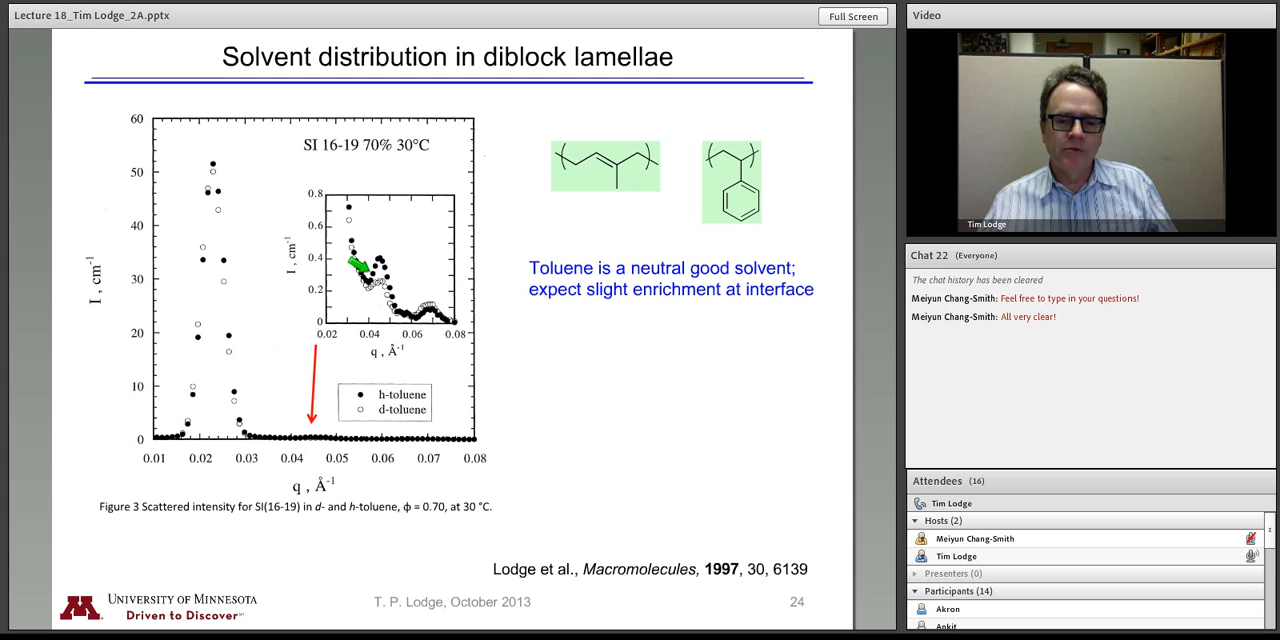 Lecture 18_Tim Lodge_2A.pptx
Full Screen
Solvent distribution in diblock lamellae
60
50
40
30
20
10
0
I , cm⁻¹
SI 16-19 70% 30°C
0.8
0.6
0.4
0.2
0
I , cm⁻¹
0.02 0.04 0.06 0.08
q , Å⁻¹
h-toluene
d-toluene
0.01 0.02 0.03 0.04 0.05 0.06 0.07 0.08
q , Å⁻¹
Figure 3 Scattered intensity for SI(16-19) in d- and h-toluene, ϕ = 0.70, at 30 °C.
Toluene is a neutral good solvent;
expect slight enrichment at interface
Lodge et al., Macromolecules, 1997, 30, 6139
UNIVERSITY OF MINNESOTA
Driven to Discover℠
T. P. Lodge, October 2013
24
Video
Tim Lodge
Chat 22 (Everyone)
The chat history has been cleared
Meiyun Chang-Smith: Feel free to type in your questions!
Meiyun Chang-Smith: All very clear!
Attendees (16)
Tim Lodge
Hosts (2)
Meiyun Chang-Smith
Tim Lodge
Presenters (0)
Participants (14)
Akron
Ankit